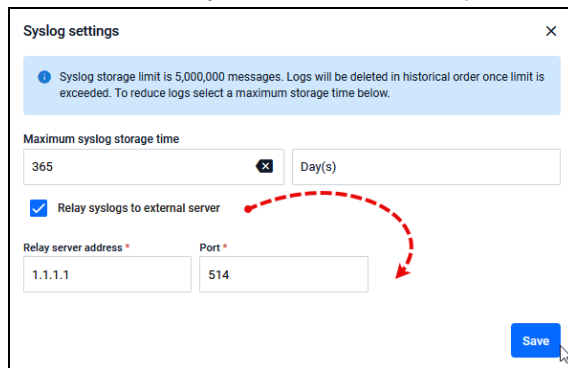 Syslog settings
Syslog storage limit is 5,000,000 messages. Logs will be deleted in historical order once limit is
exceeded. To reduce logs select a maximum storage time below.
Maximum syslog storage time
365 Day(s)
Relay syslogs to external server
Relay server address * Port *
1.1.1.1 514
Save